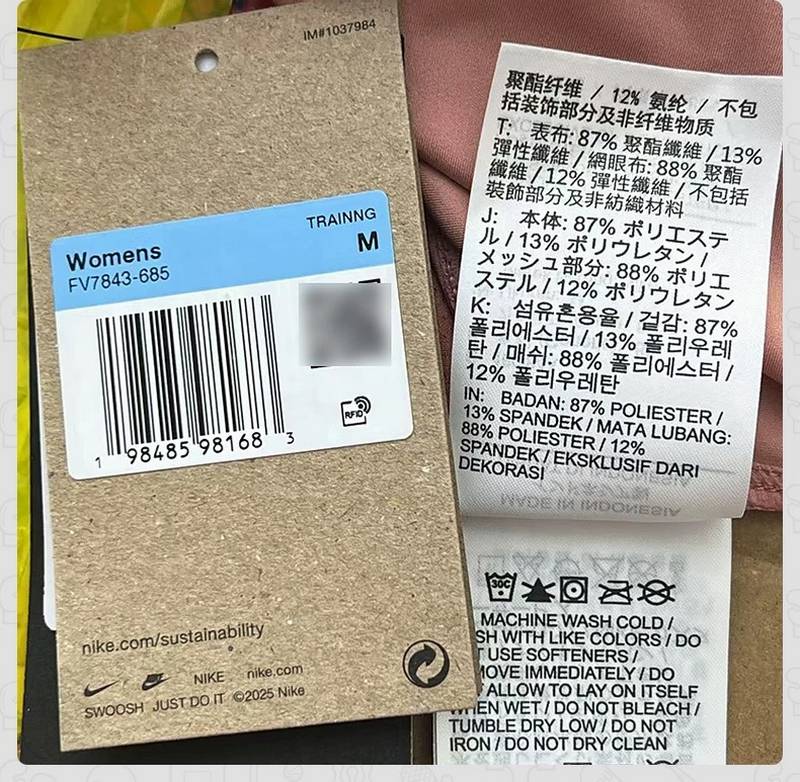 IM#1037984
TRAINNG
Womens
M
FV7843-685
RFID
1 98485 98168 3
nike.com/sustainability
NIKE nike.com
SWOOSH JUST DO IT ©2025 Nike
聚酯纤维 / 12% 氨纶 / 不包
括装饰部分及非纤维物质
T: 表布: 87% 聚酯纖維 / 13%
彈性纖維 / 網眼布: 88% 聚酯
纖維 / 12% 彈性纖維 / 不包括
裝飾部分及非紡織材料
J: 本体: 87% ポリエステ
ル / 13% ポリウレタン /
メッシュ部分: 88% ポリエ
ステル / 12% ポリウレタン
K: 섬유혼용율 / 겉감: 87%
폴리에스터 / 13% 폴리우레
탄 / 매쉬: 88% 폴리에스터 /
12% 폴리우레탄
IN: BADAN: 87% POLIESTER /
13% SPANDEK / MATA LUBANG:
88% POLIESTER / 12%
SPANDEK / EKSKLUSIF DARI
DEKORASI
MADE IN INDONESIA
30C
MACHINE WASH COLD /
SH WITH LIKE COLORS / DO
T USE SOFTENERS /
MOVE IMMEDIATELY / DO
ALLOW TO LAY ON ITSELF
WHEN WET / DO NOT BLEACH /
TUMBLE DRY LOW / DO NOT
IRON / DO NOT DRY CLEAN